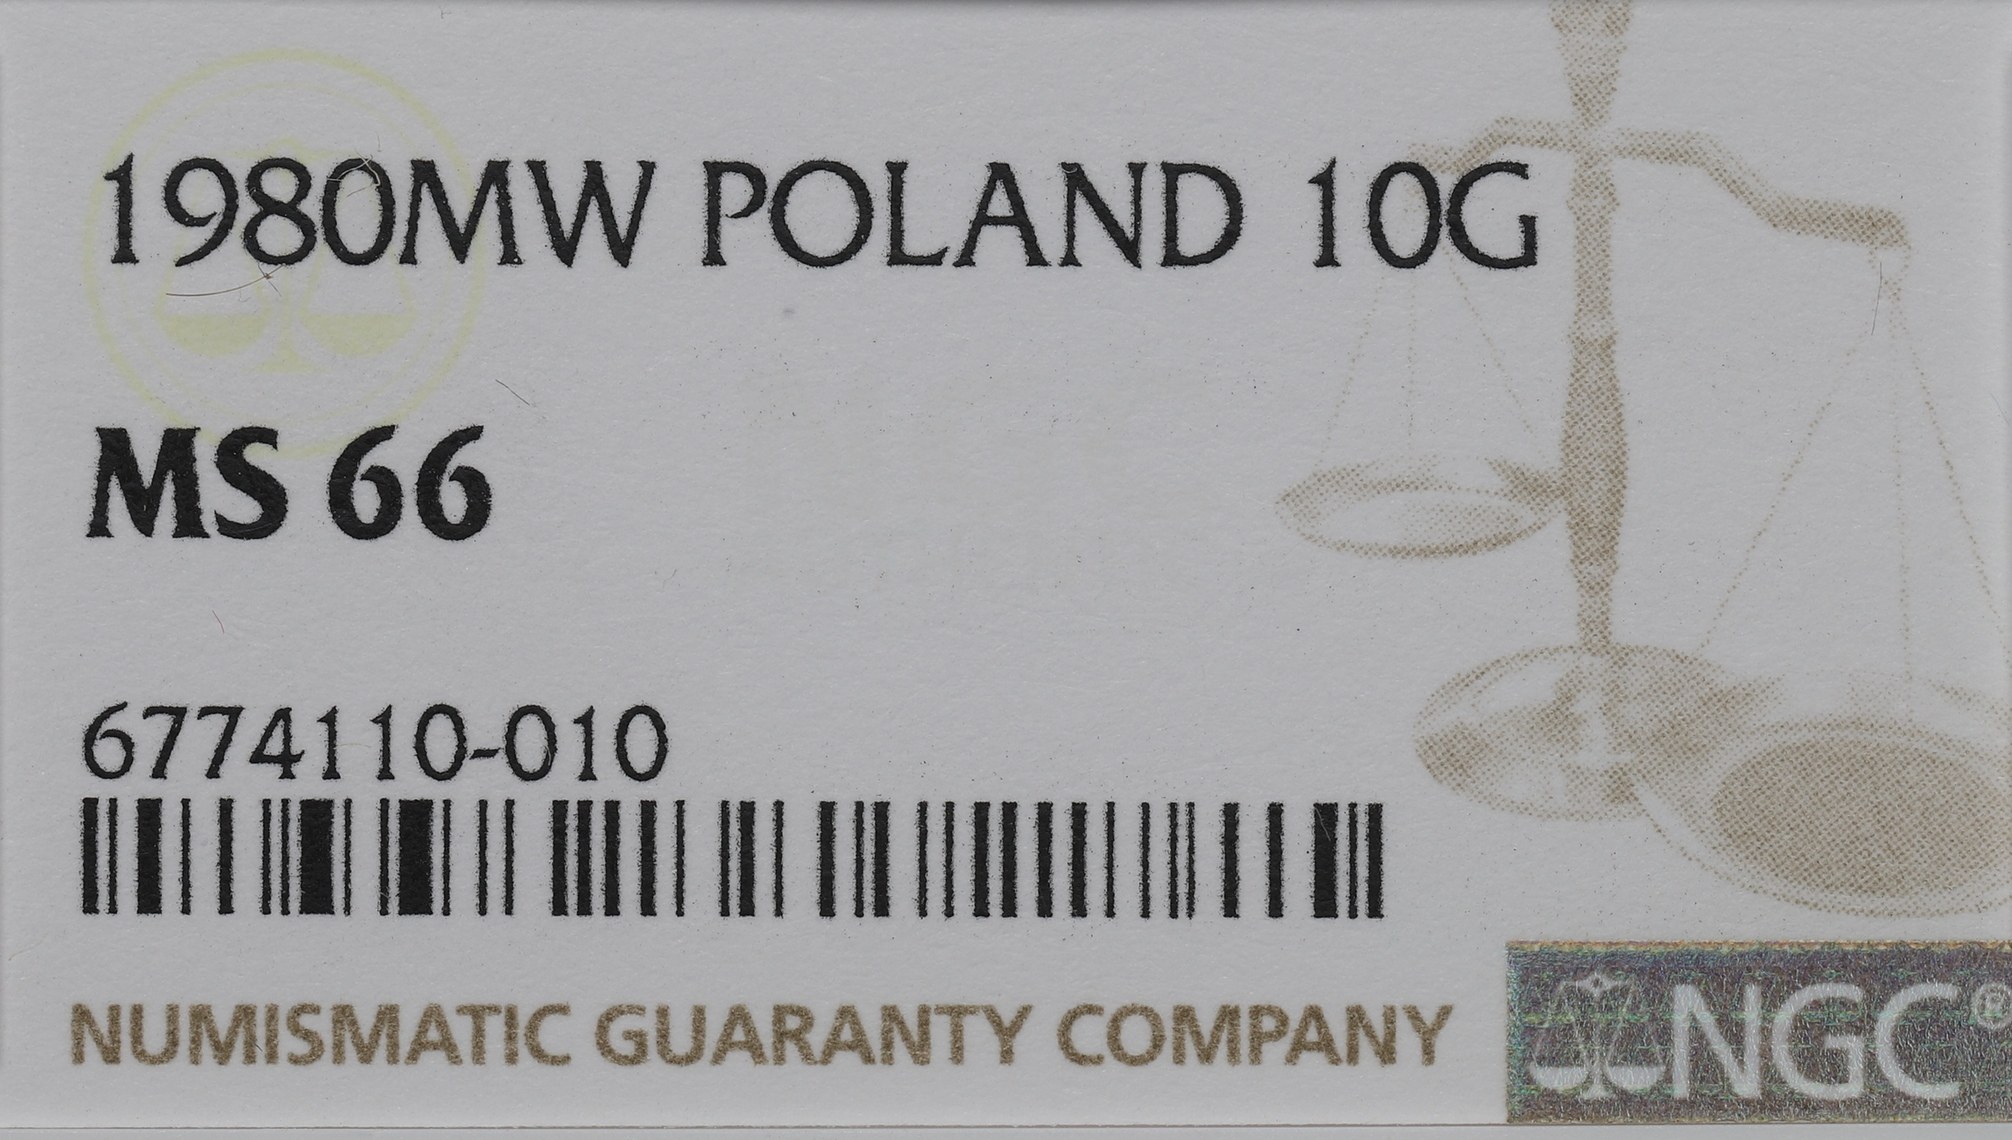 1980MW POLAND 10G
MS 66
6774110-010
NUMISMATIC GUARANTY COMPANY
NGC®